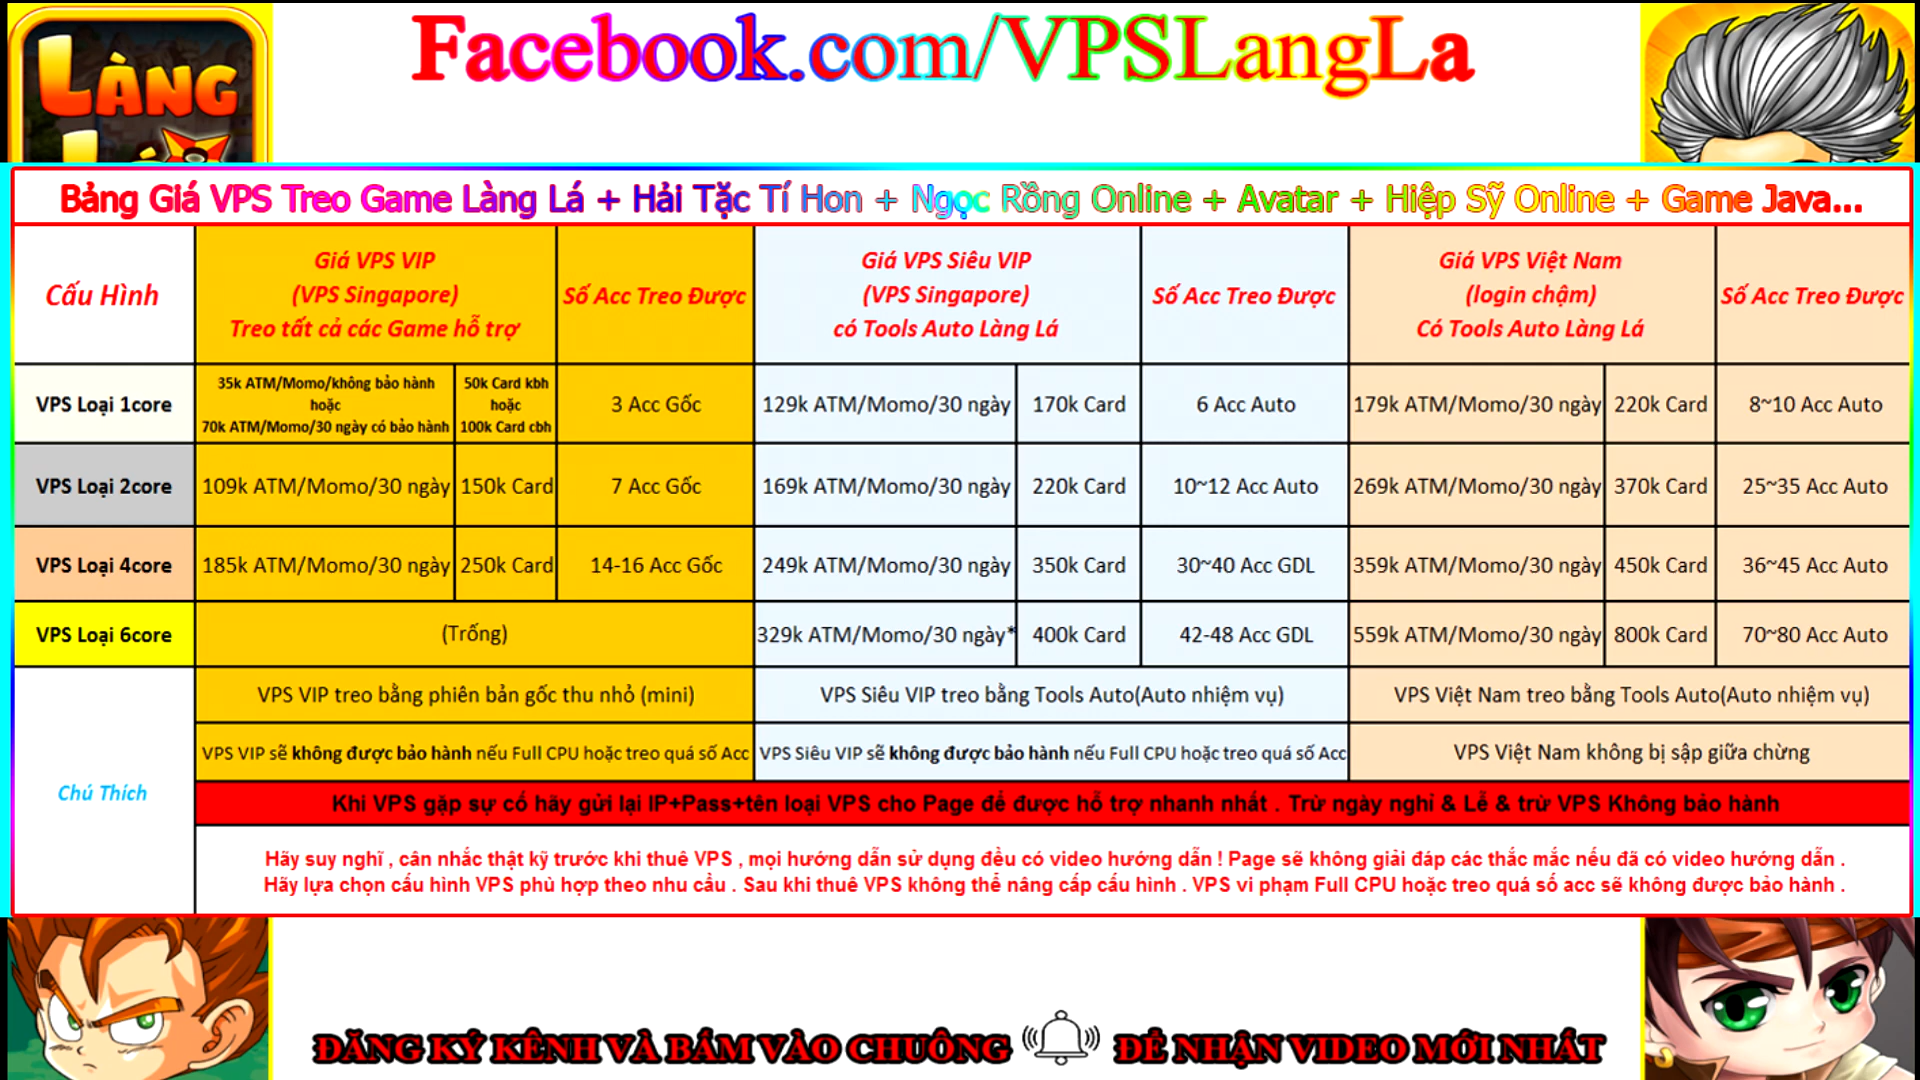 Facebook.com/VPSLangLa
LÀNG
Bảng Giá VPS Treo Game Làng Lá + Hải Tặc Tí Hon + Ngọc Rồng Online + Avatar + Hiệp Sỹ Online + Game Java...
Cấu Hình
Giá VPS VIP
(VPS Singapore)
Treo tất cả các Game hỗ trợ
Số Acc Treo Được
Giá VPS Siêu VIP
(VPS Singapore)
có Tools Auto Làng Lá
Số Acc Treo Được
Giá VPS Việt Nam
(login chậm)
Có Tools Auto Làng Lá
Số Acc Treo Được
VPS Loại 1core
35k ATM/Momo/không bảo hành
hoặc
70k ATM/Momo/30 ngày có bảo hành
50k Card kbh
hoặc
100k Card cbh
3 Acc Gốc
129k ATM/Momo/30 ngày
170k Card
6 Acc Auto
179k ATM/Momo/30 ngày
220k Card
8~10 Acc Auto
VPS Loại 2core
109k ATM/Momo/30 ngày
150k Card
7 Acc Gốc
169k ATM/Momo/30 ngày
220k Card
10~12 Acc Auto
269k ATM/Momo/30 ngày
370k Card
25~35 Acc Auto
VPS Loại 4core
185k ATM/Momo/30 ngày
250k Card
14-16 Acc Gốc
249k ATM/Momo/30 ngày
350k Card
30~40 Acc GDL
359k ATM/Momo/30 ngày
450k Card
36~45 Acc Auto
VPS Loại 6core
(Trống)
329k ATM/Momo/30 ngày*
400k Card
42-48 Acc GDL
559k ATM/Momo/30 ngày
800k Card
70~80 Acc Auto
Chú Thích
VPS VIP treo bằng phiên bản gốc thu nhỏ (mini)
VPS Siêu VIP treo bằng Tools Auto(Auto nhiệm vụ)
VPS Việt Nam treo bằng Tools Auto(Auto nhiệm vụ)
VPS VIP sẽ không được bảo hành nếu Full CPU hoặc treo quá số Acc
VPS Siêu VIP sẽ không được bảo hành nếu Full CPU hoặc treo quá số Acc
VPS Việt Nam không bị sập giữa chừng
Khi VPS gặp sự cố hãy gửi lại IP+Pass+tên loại VPS cho Page để được hỗ trợ nhanh nhất . Trừ ngày nghỉ & Lễ & trừ VPS Không bảo hành
Hãy suy nghĩ , cân nhắc thật kỹ trước khi thuê VPS , mọi hướng dẫn sử dụng đều có video hướng dẫn ! Page sẽ không giải đáp các thắc mắc nếu đã có video hướng dẫn .
Hãy lựa chọn cấu hình VPS phù hợp theo nhu cầu . Sau khi thuê VPS không thể nâng cấp cấu hình . VPS vi phạm Full CPU hoặc treo quá số acc sẽ không được bảo hành .
ĐĂNG KÝ KÊNH VÀ BẤM VÀO CHUÔNG ĐỂ NHẬN VIDEO MỚI NHẤT